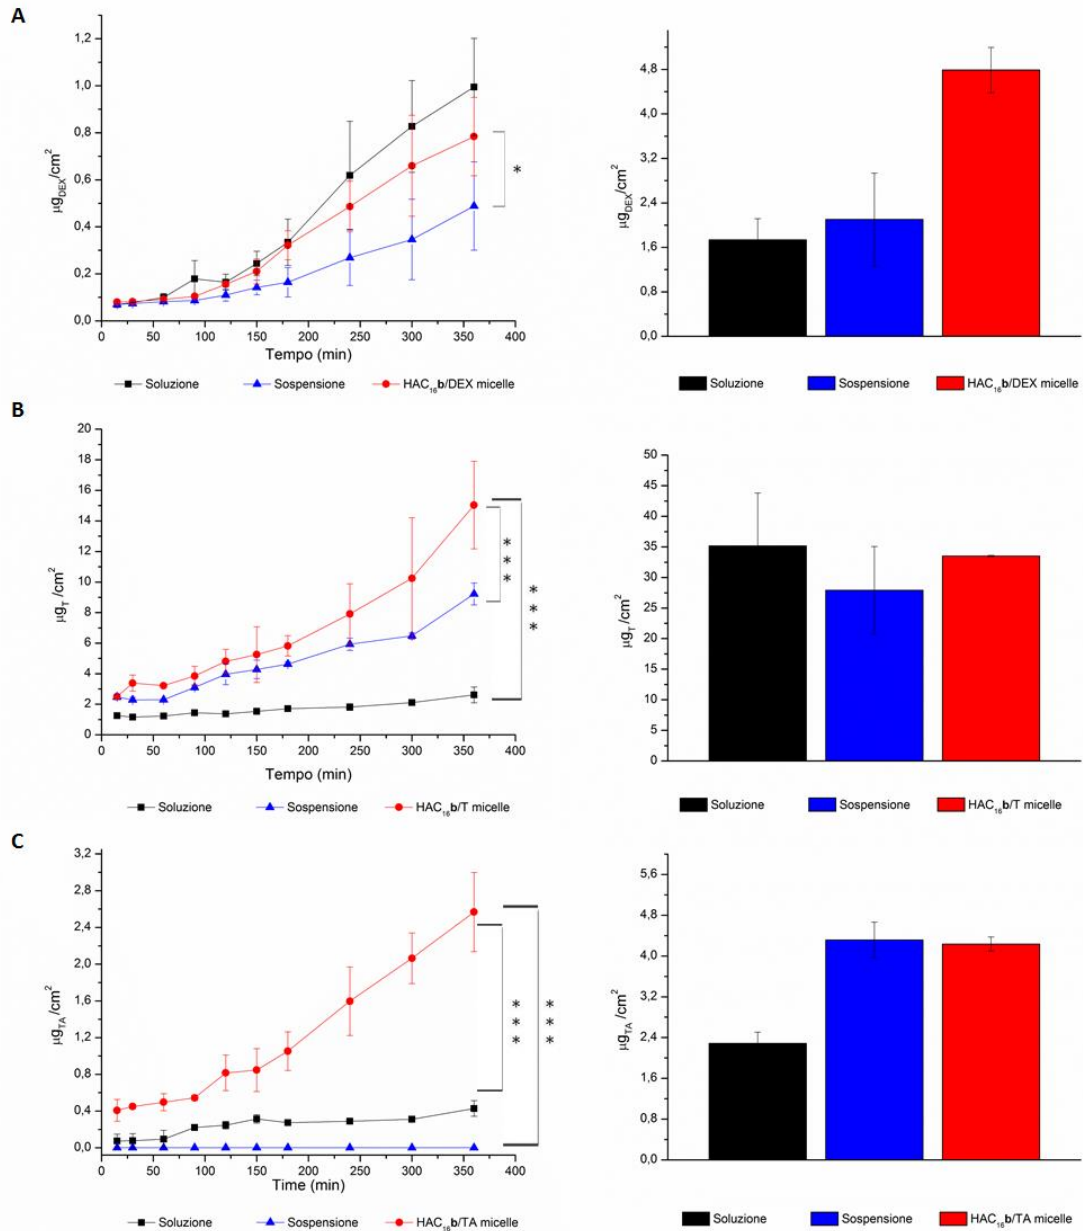 A
µgDEX/cm2
1,2
1,0
0,8
0,6
0,4
0,2
0,0
0 50 100 150 200 250 300 350 400
Tempo (min)
*
Soluzione Sospensione HAC16b/DEX micelle
µgDEX/cm2
4,8
4,0
3,2
2,4
1,6
0,8
0,0
Soluzione Sospensione HAC16b/DEX micelle
B
µgT /cm2
20
18
16
14
12
10
8
6
4
2
0
0 50 100 150 200 250 300 350 400
Tempo (min)
***
***
Soluzione Sospensione HAC16b/T micelle
µgT/cm2
50
45
40
35
30
25
20
15
10
5
0
Soluzione Sospensione HAC16b/T micelle
C
µgTA /cm2
3,2
2,8
2,4
2,0
1,6
1,2
0,8
0,4
0,0
0 50 100 150 200 250 300 350 400
Time (min)
***
***
Soluzione Sospensione HAC16b/TA micelle
µgTA /cm2
5,6
4,8
4,0
3,2
2,4
1,6
0,8
0,0
Soluzione Sospensione HAC16b/TA micelle